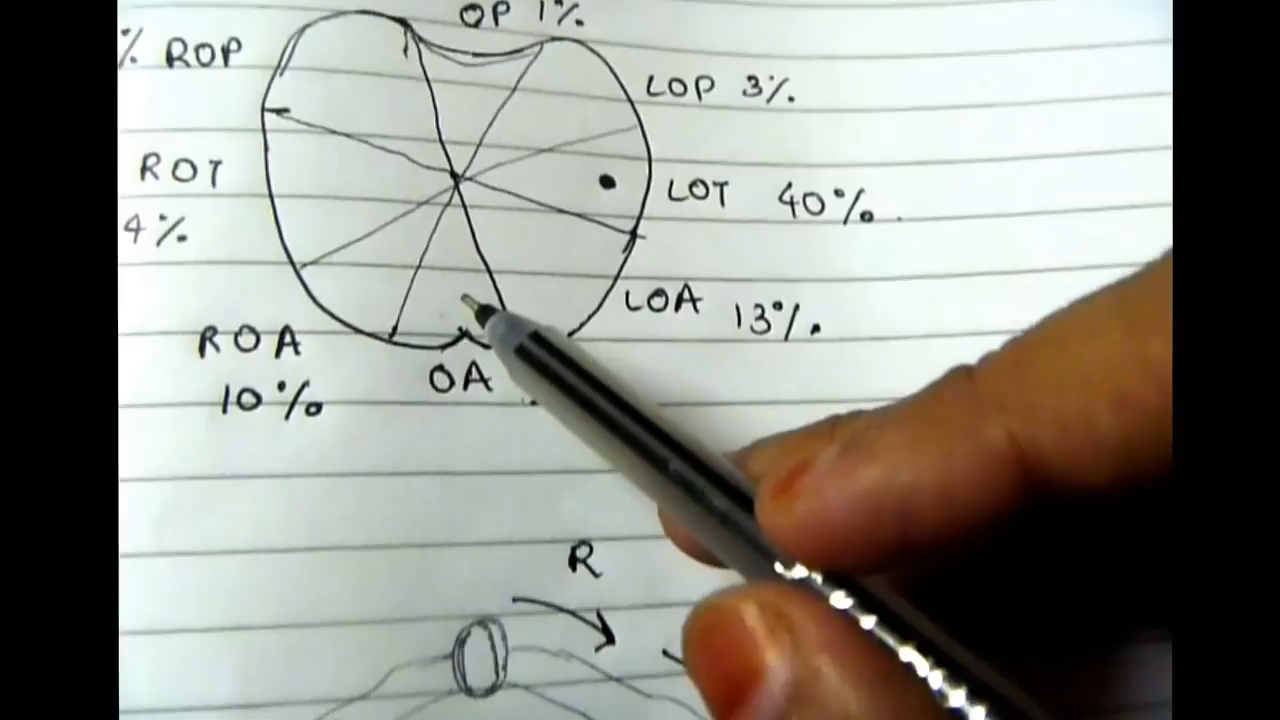 OP 1%
% ROP
LOP 3%.
ROT
4%
LOT 40%.
LOA 13%.
ROA
10%
OA
R